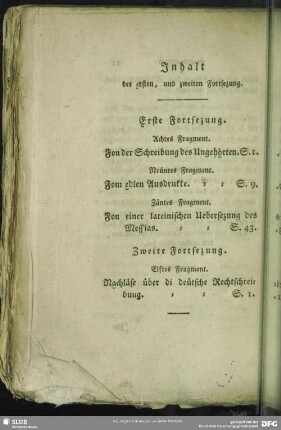 Inhalt
der ersten, und zweiten Fortsezung.
Erste Fortsezung.
Achtes Fragment.
Fon der Schreibung des Ungehörten. S. 1.
Neüntes Fragment.
Fom edlen Ausdrukke. : : S. 9.
Zäntes Fragment.
Fon einer lateinischen Uebersezung des
Messias. : : S. 43.
Zweite Fortsezung.
Elftes Fragment.
Nachläse über di deütsche Rechtschrei-
bung. : : S. 1.
SLUB